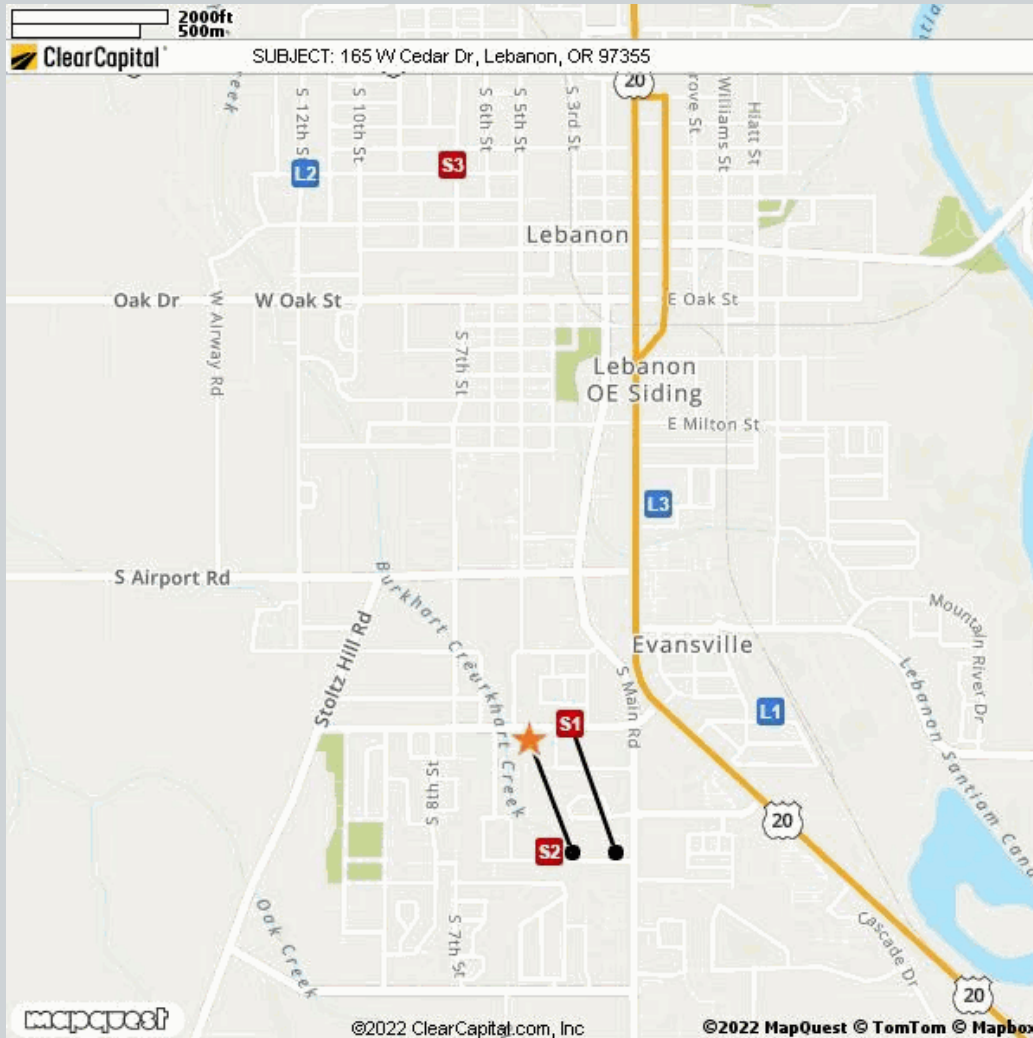 2000ft
500m
ClearCapital
SUBJECT: 165 W Cedar Dr, Lebanon, OR 97355
20
S 12th St
S 10th St
S 6th St
S 5th St
S 3rd St
Williams St
Hiatt St
L2
S3
Lebanon
Oak Dr
W Oak St
E Oak St
W Airway Rd
S 7th St
Lebanon
OE Siding
E Milton St
L3
S Airport Rd
Burkhart Creek
Burkhart Creek
Stoltz Hill Rd
Evansville
Mountain River Dr
Lebanon Santiam Cana
S Main Rd
S1
L1
S 8th St
20
S2
Oak Creek
S 7th St
Cascade Dr
20
mapquest
©2022 ClearCapital.com, Inc
©2022 MapQuest © TomTom © Mapbox